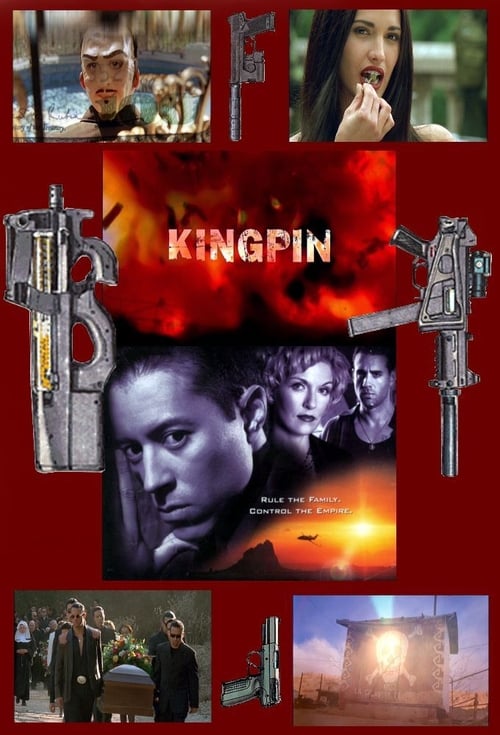 KINGPIN
RULE THE FAMILY.
CONTROL THE EMPIRE.